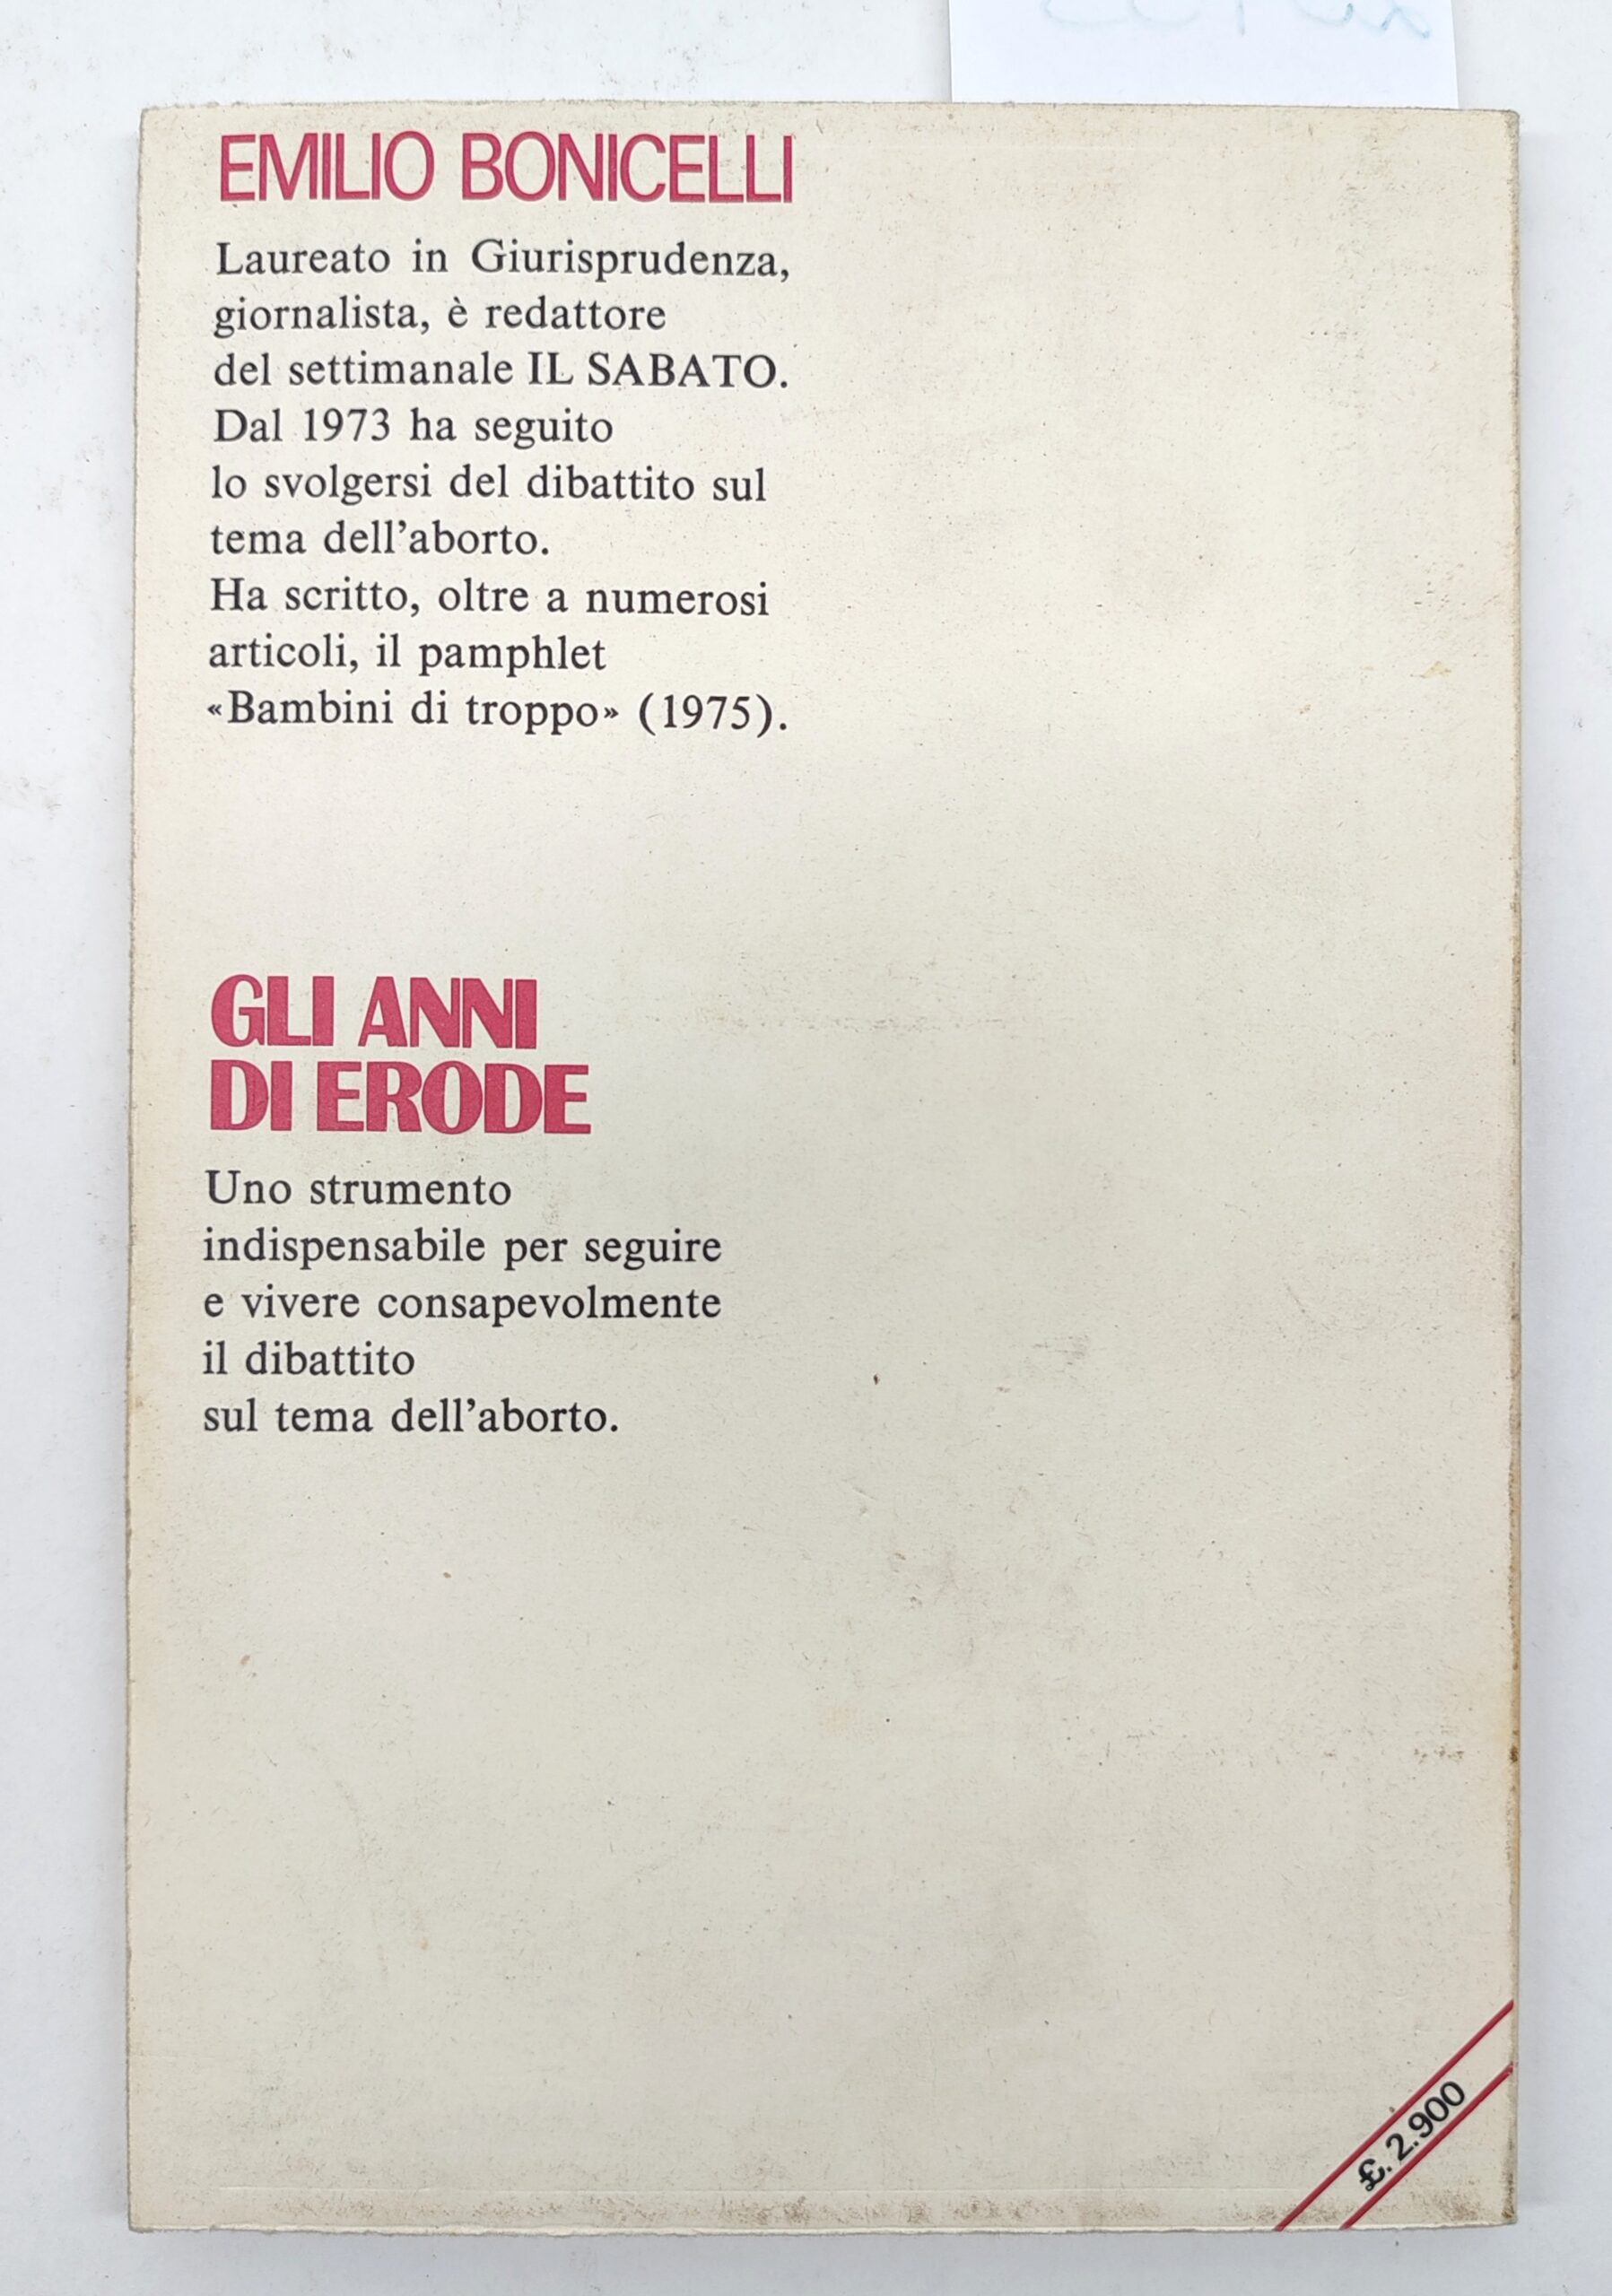 EMILIO BONICELLI
Laureato in Giurisprudenza,
giornalista, è redattore
del settimanale IL SABATO.
Dal 1973 ha seguito
lo svolgersi del dibattito sul
tema dell'aborto.
Ha scritto, oltre a numerosi
articoli, il pamphlet
«Bambini di troppo» (1975).
GLI ANNI
DI ERODE
Uno strumento
indispensabile per seguire
e vivere consapevolmente
il dibattito
sul tema dell'aborto.
£. 2.900